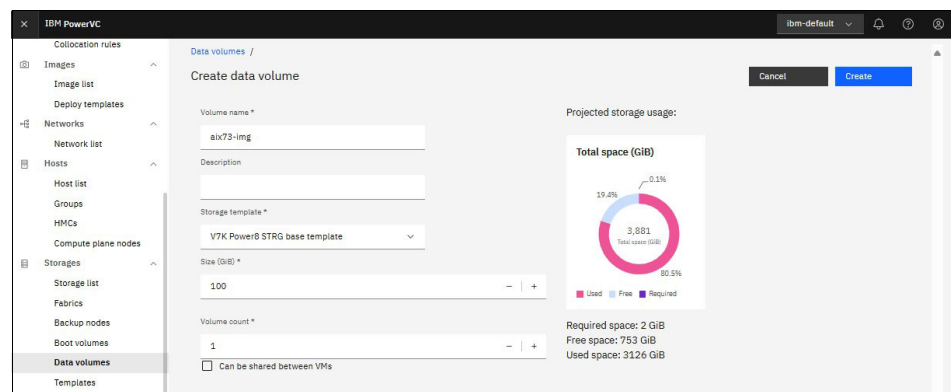 IBM PowerVC
ibm-default
Collocation rules
Images
Image list
Deploy templates
Networks
Network list
Hosts
Host list
Groups
HMCs
Compute plane nodes
Storages
Storage list
Fabrics
Backup nodes
Boot volumes
Data volumes
Templates
Data volumes /
Create data volume
Cancel
Create
Volume name *
aix73-img
Description
Storage template *
V7K Power8 STRG base template
Size (GiB) *
100
Volume count *
1
Can be shared between VMs
Projected storage usage:
Total space (GiB)
0.1%
19.4%
3,881
Total space (GiB)
80.5%
Used Free Required
Required space: 2 GiB
Free space: 753 GiB
Used space: 3126 GiB